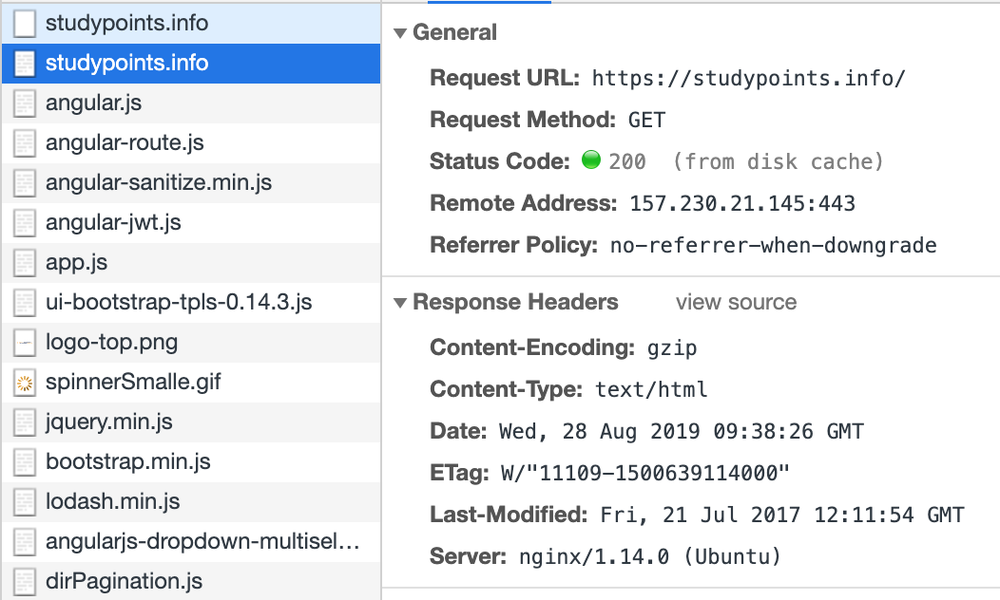 studypoints.info
studypoints.info
angular.js
angular-route.js
angular-sanitize.min.js
angular-jwt.js
app.js
ui-bootstrap-tpls-0.14.3.js
logo-top.png
spinnerSmalle.gif
jquery.min.js
bootstrap.min.js
lodash.min.js
angularjs-dropdown-multisel...
dirPagination.js
General
Request URL: https://studypoints.info/
Request Method: GET
Status Code: 200 (from disk cache)
Remote Address: 157.230.21.145:443
Referrer Policy: no-referrer-when-downgrade
Response Headers view source
Content-Encoding: gzip
Content-Type: text/html
Date: Wed, 28 Aug 2019 09:38:26 GMT
ETag: W/"11109-1500639114000"
Last-Modified: Fri, 21 Jul 2017 12:11:54 GMT
Server: nginx/1.14.0 (Ubuntu)